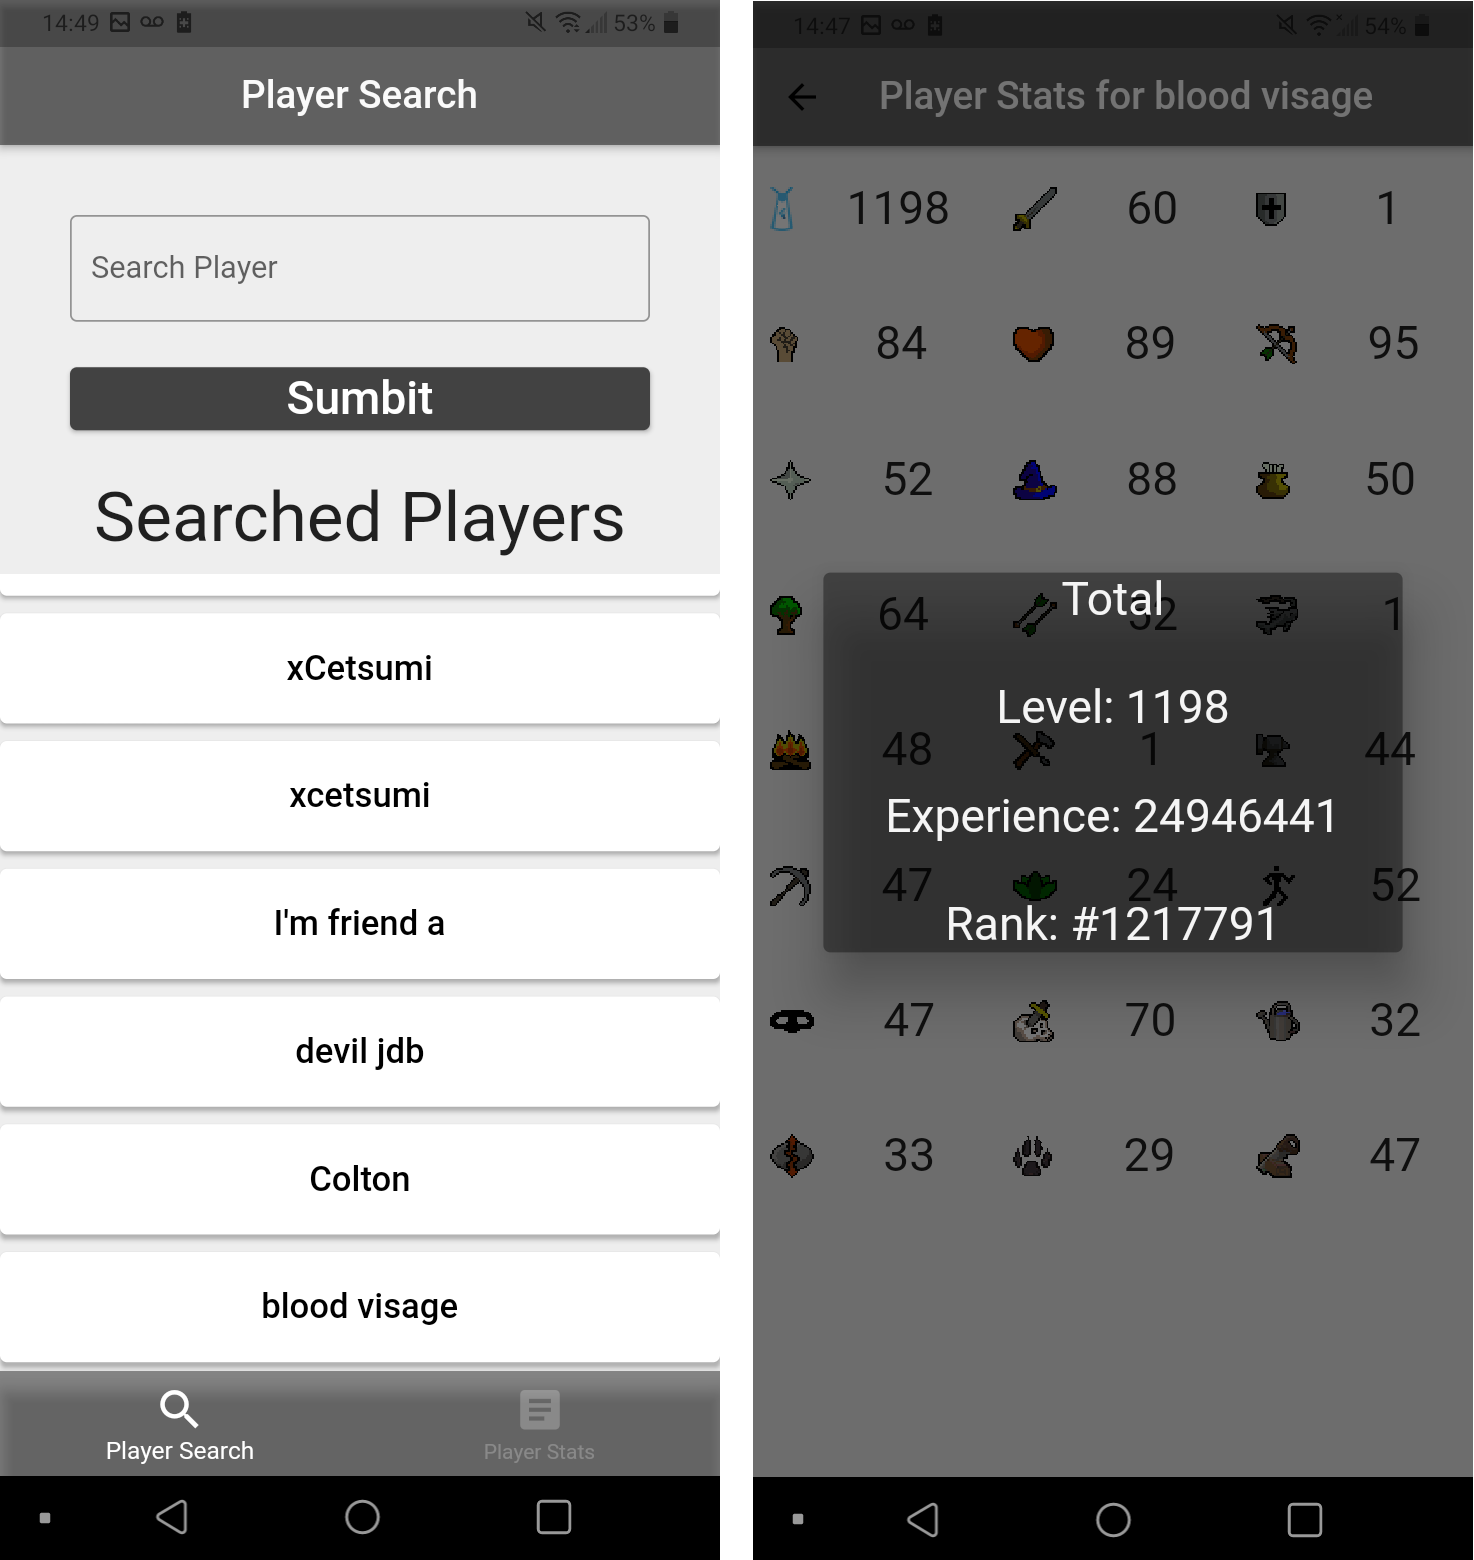 14:49
53%
Player Search
Search Player
Sumbit
Searched Players
xCetsumi
xcetsumi
I'm friend a
devil jdb
Colton
blood visage
Player Search
Player Stats
14:47
54%
Player Stats for blood visage
1198 60 1
84 89 95
52 88 50
64 52 1
48 1 44
47 24 52
47 70 32
33 29 47
Total
Level: 1198
Experience: 24946441
Rank: #1217791